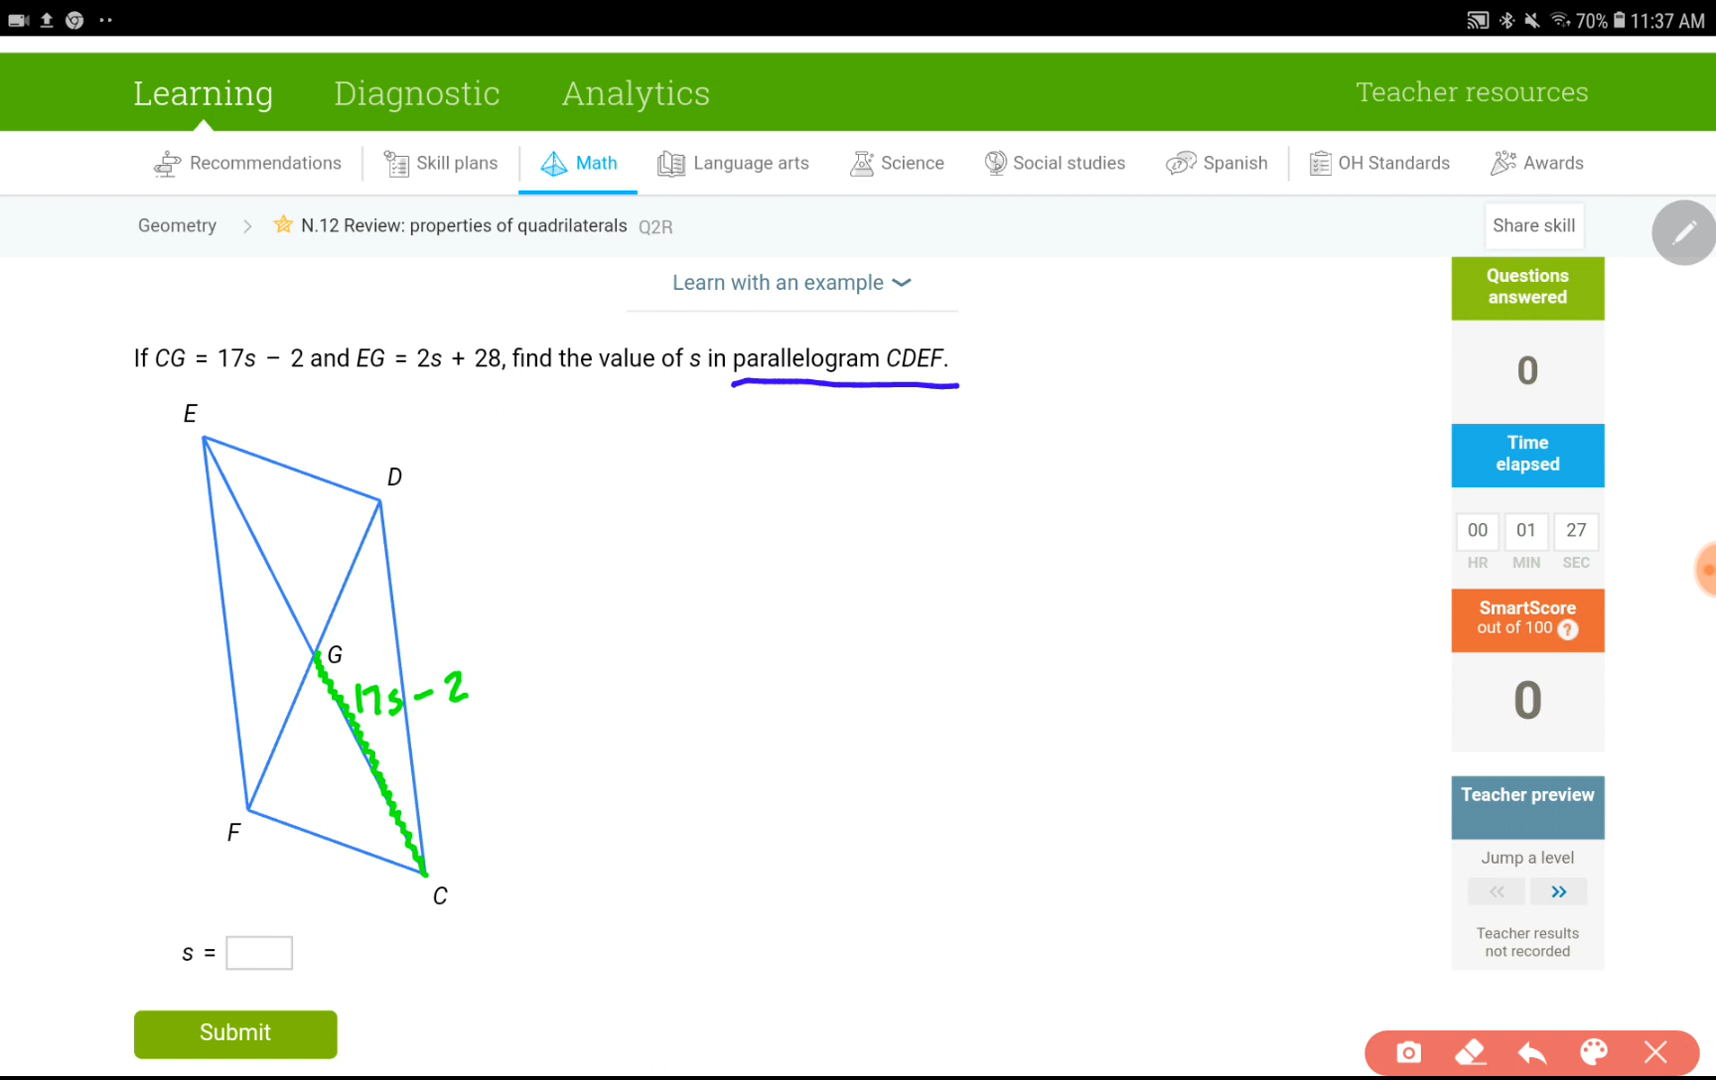 70% 11:37 AM
Learning Diagnostic Analytics Teacher resources
Recommendations Skill plans Math Language arts Science Social studies Spanish OH Standards Awards
Geometry > N.12 Review: properties of quadrilaterals Q2R
Share skill
Learn with an example
If CG = 17s − 2 and EG = 2s + 28, find the value of s in parallelogram CDEF.
E
D
G
17s − 2
F
C
s =
Submit
Questions
answered
0
Time
elapsed
00 01 27
HR MIN SEC
SmartScore
out of 100 ?
0
Teacher preview
Jump a level
<< >>
Teacher results
not recorded